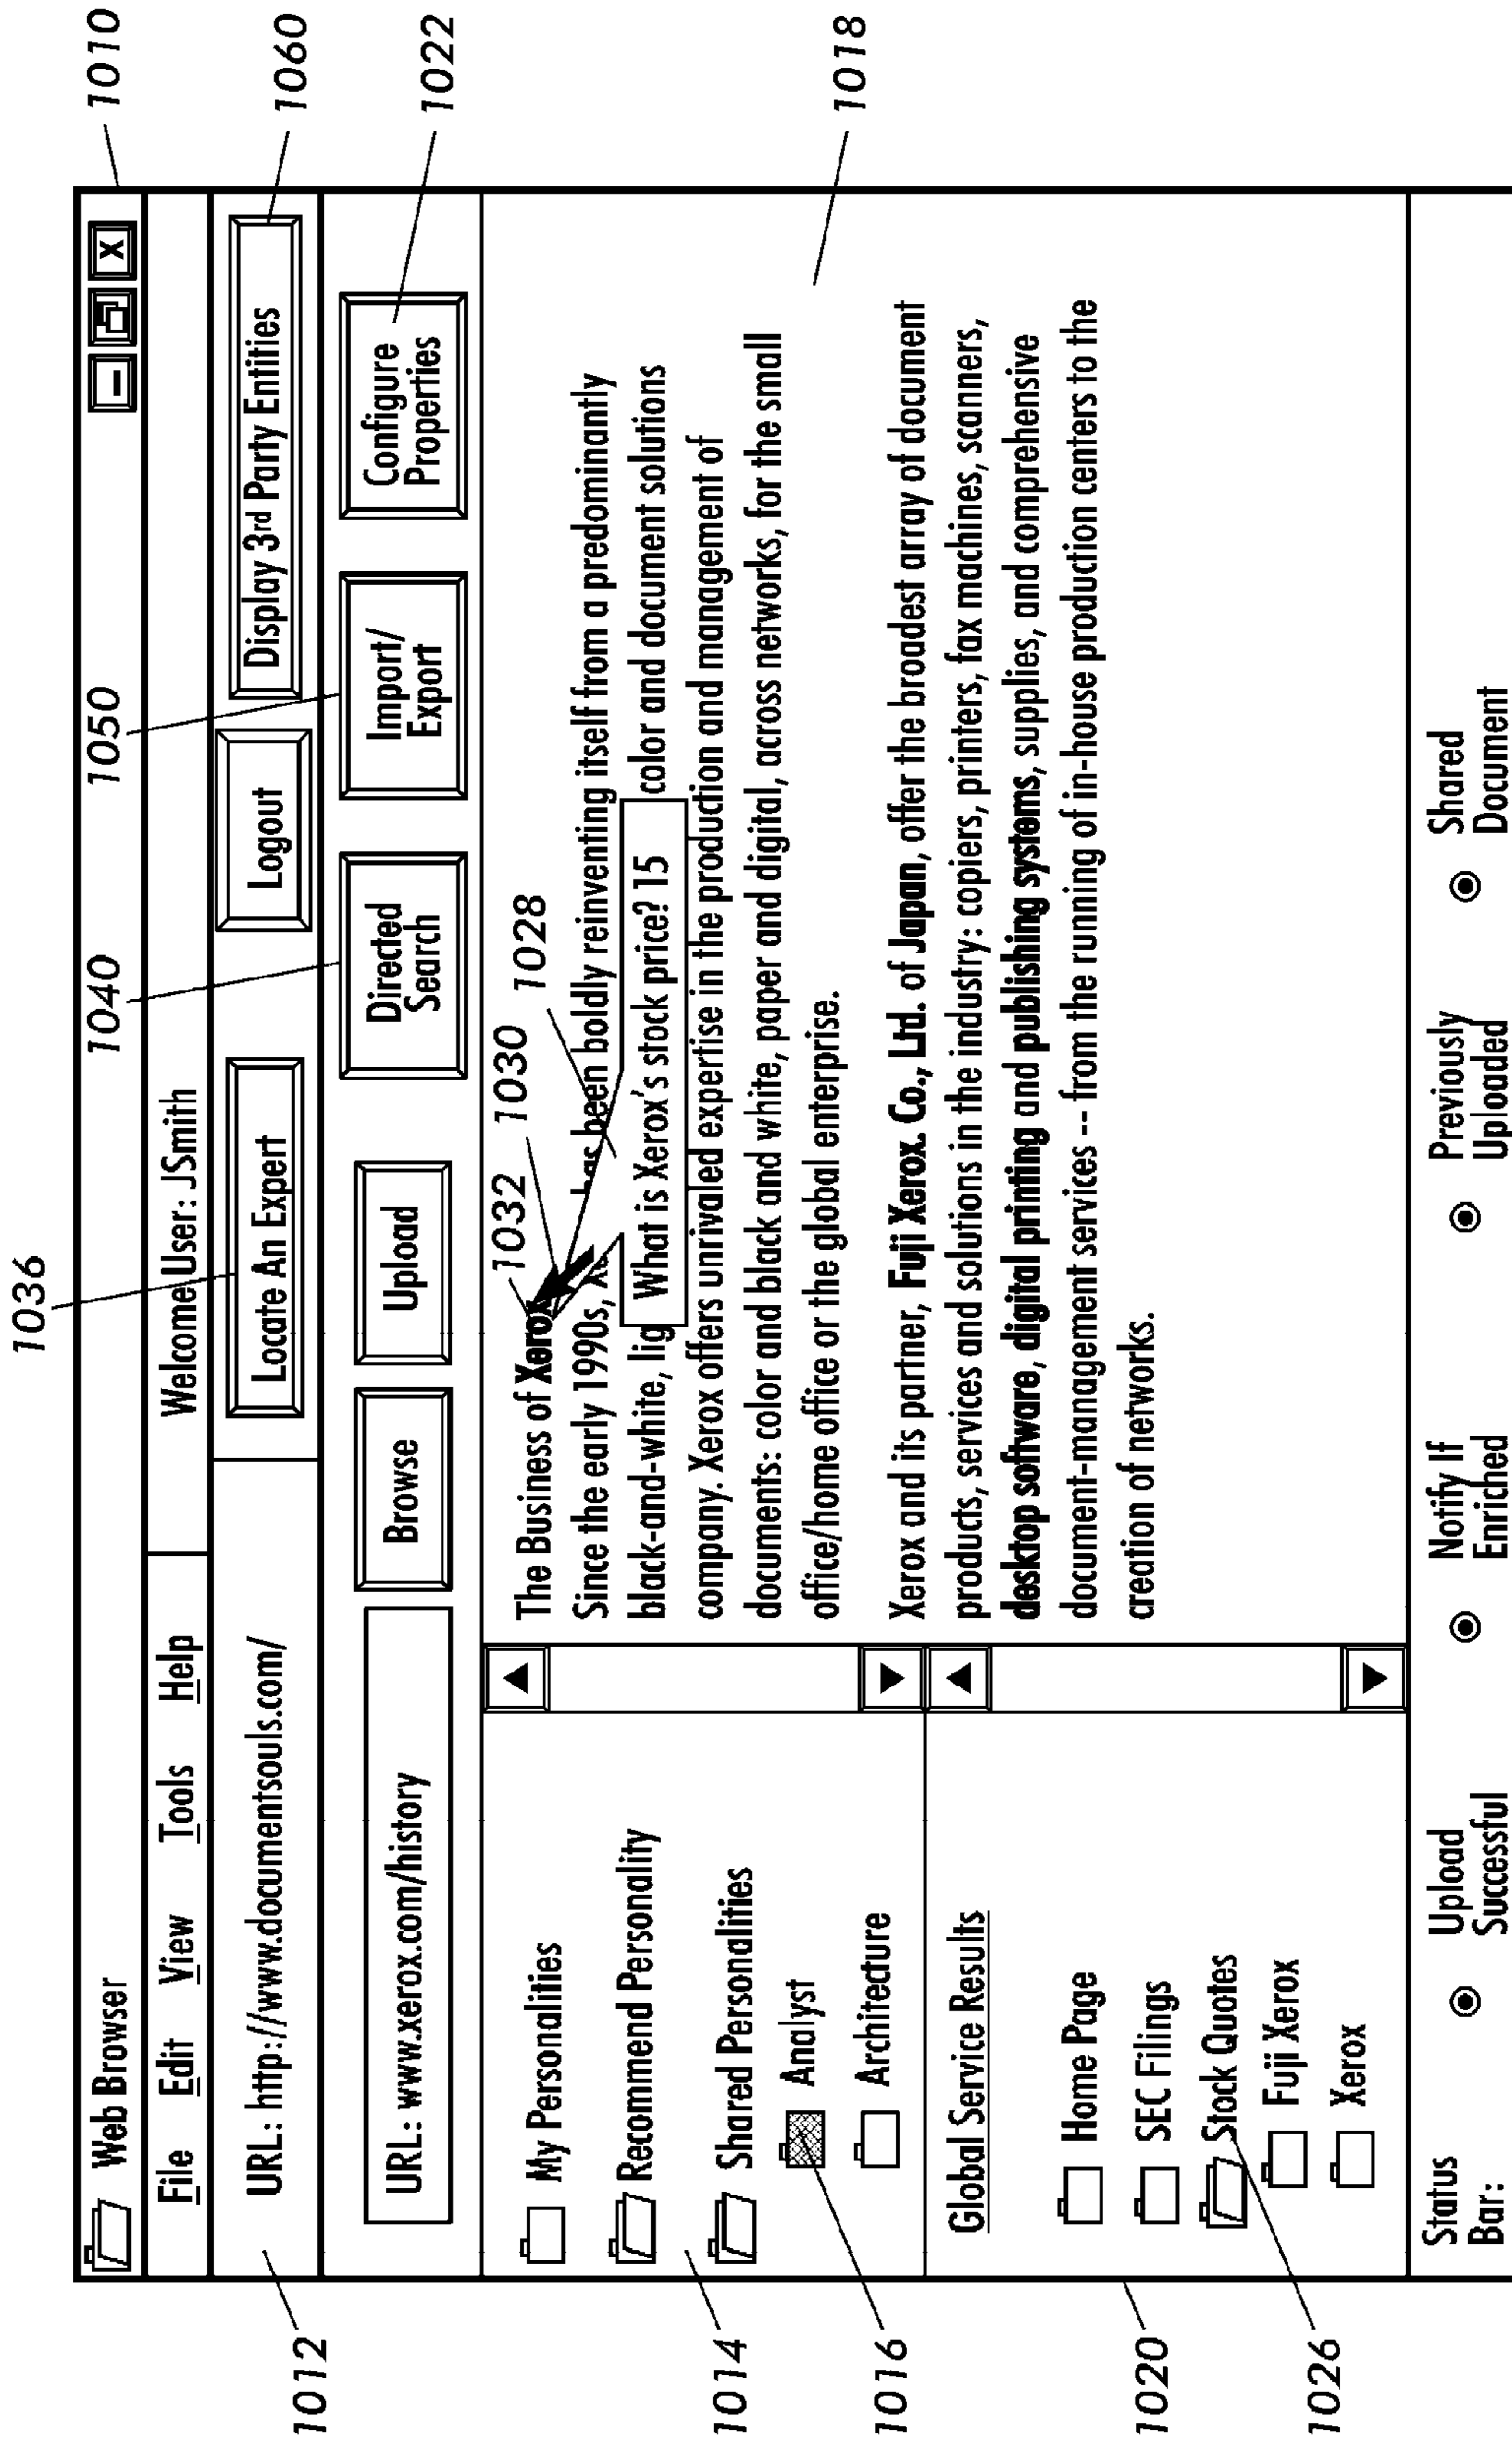 1036
1010
1060
1022
1018
1050
1040
Web Browser
x
File Edit View Tools Help
Welcome User: JSmith
URL: http://www.documentsouls.com/
Locate An Expert
Logout
Display 3rd Party Entities
URL: www.xerox.com/history
Browse
Upload
Directed
Search
Import/
Export
Configure
Properties
1032
1030
1028
1012
1014
1016
1020
1026
My Personalities
Recommend Personality
Shared Personalities
Analyst
Architecture
Global Service Results
Home Page
SEC Filings
Stock Quotes
Fuji Xerox
Xerox
The Business of Xerox
Since the early 1990s, has been boldly reinventing itself from a predominantly
black-and-white, lig color and document solutions
What is Xerox's stock price? 15
company. Xerox offers unrivaled expertise in the production and management of
documents: color and black and white, paper and digital, across networks, for the small
office/home office or the global enterprise.
Xerox and its partner, Fuji Xerox. Co., Ltd. of Japan, offer the broadest array of document
products, services and solutions in the industry: copiers, printers, fax machines, scanners,
desktop software, digital printing and publishing systems, supplies, and comprehensive
document-management services -- from the running of in-house production centers to the
creation of networks.
Status
Bar:
Upload
Successful
Notify If
Enriched
Previously
Uploaded
Shared
Document